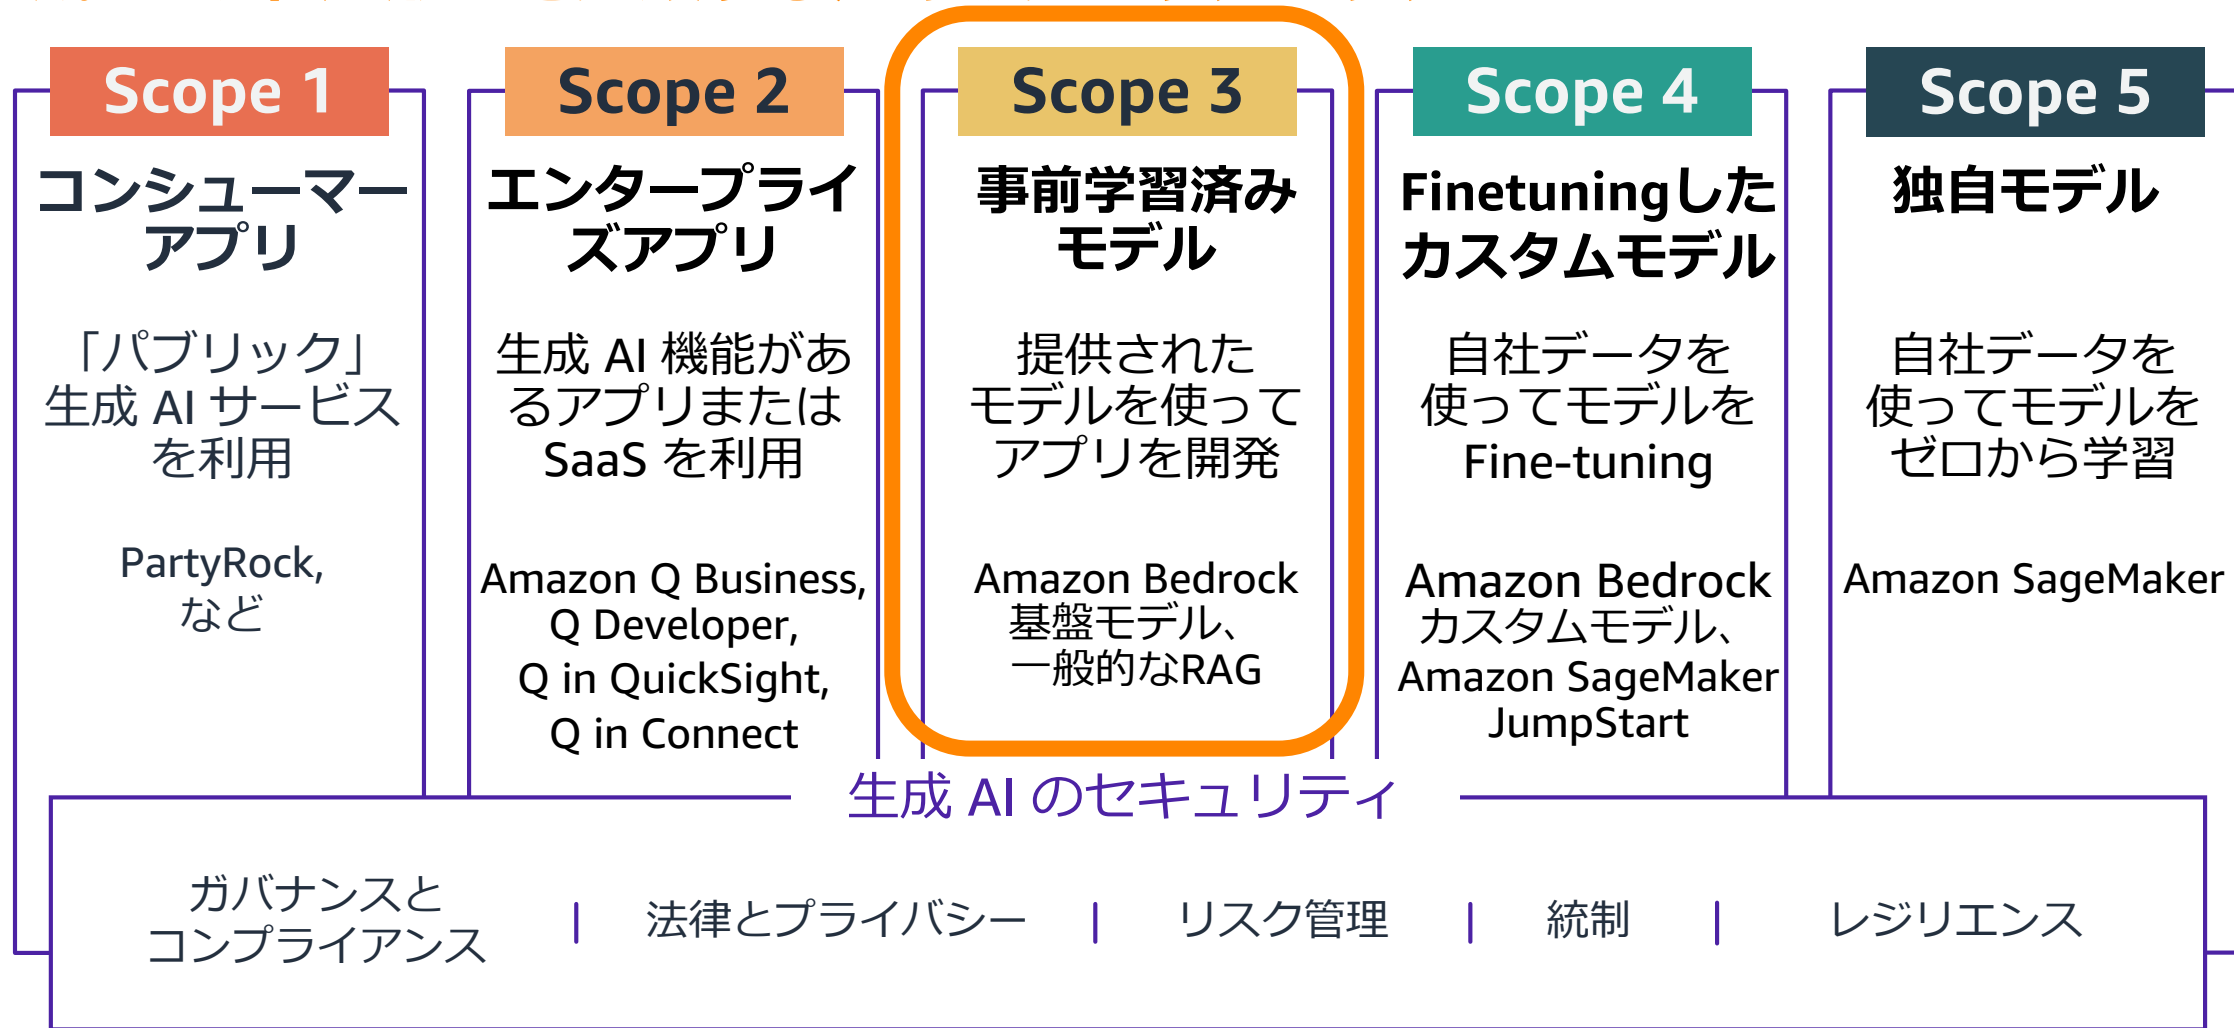 Scope 1
コンシューマー
アプリ
「パブリック」
生成 AI サービス
を利用
PartyRock,
など
Scope 2
エンタープライ
ズアプリ
生成 AI 機能があ
るアプリまたは
SaaS を利用
Amazon Q Business,
Q Developer,
Q in QuickSight,
Q in Connect
Scope 3
事前学習済み
モデル
提供された
モデルを使って
アプリを開発
Amazon Bedrock
基盤モデル、
一般的なRAG
Scope 4
Finetuningした
カスタムモデル
自社データを
使ってモデルを
Fine-tuning
Amazon Bedrock
カスタムモデル、
Amazon SageMaker
JumpStart
Scope 5
独自モデル
自社データを
使ってモデルを
ゼロから学習
Amazon SageMaker
生成 AI のセキュリティ
ガバナンスと
コンプライアンス
法律とプライバシー
リスク管理
統制
レジリエンス